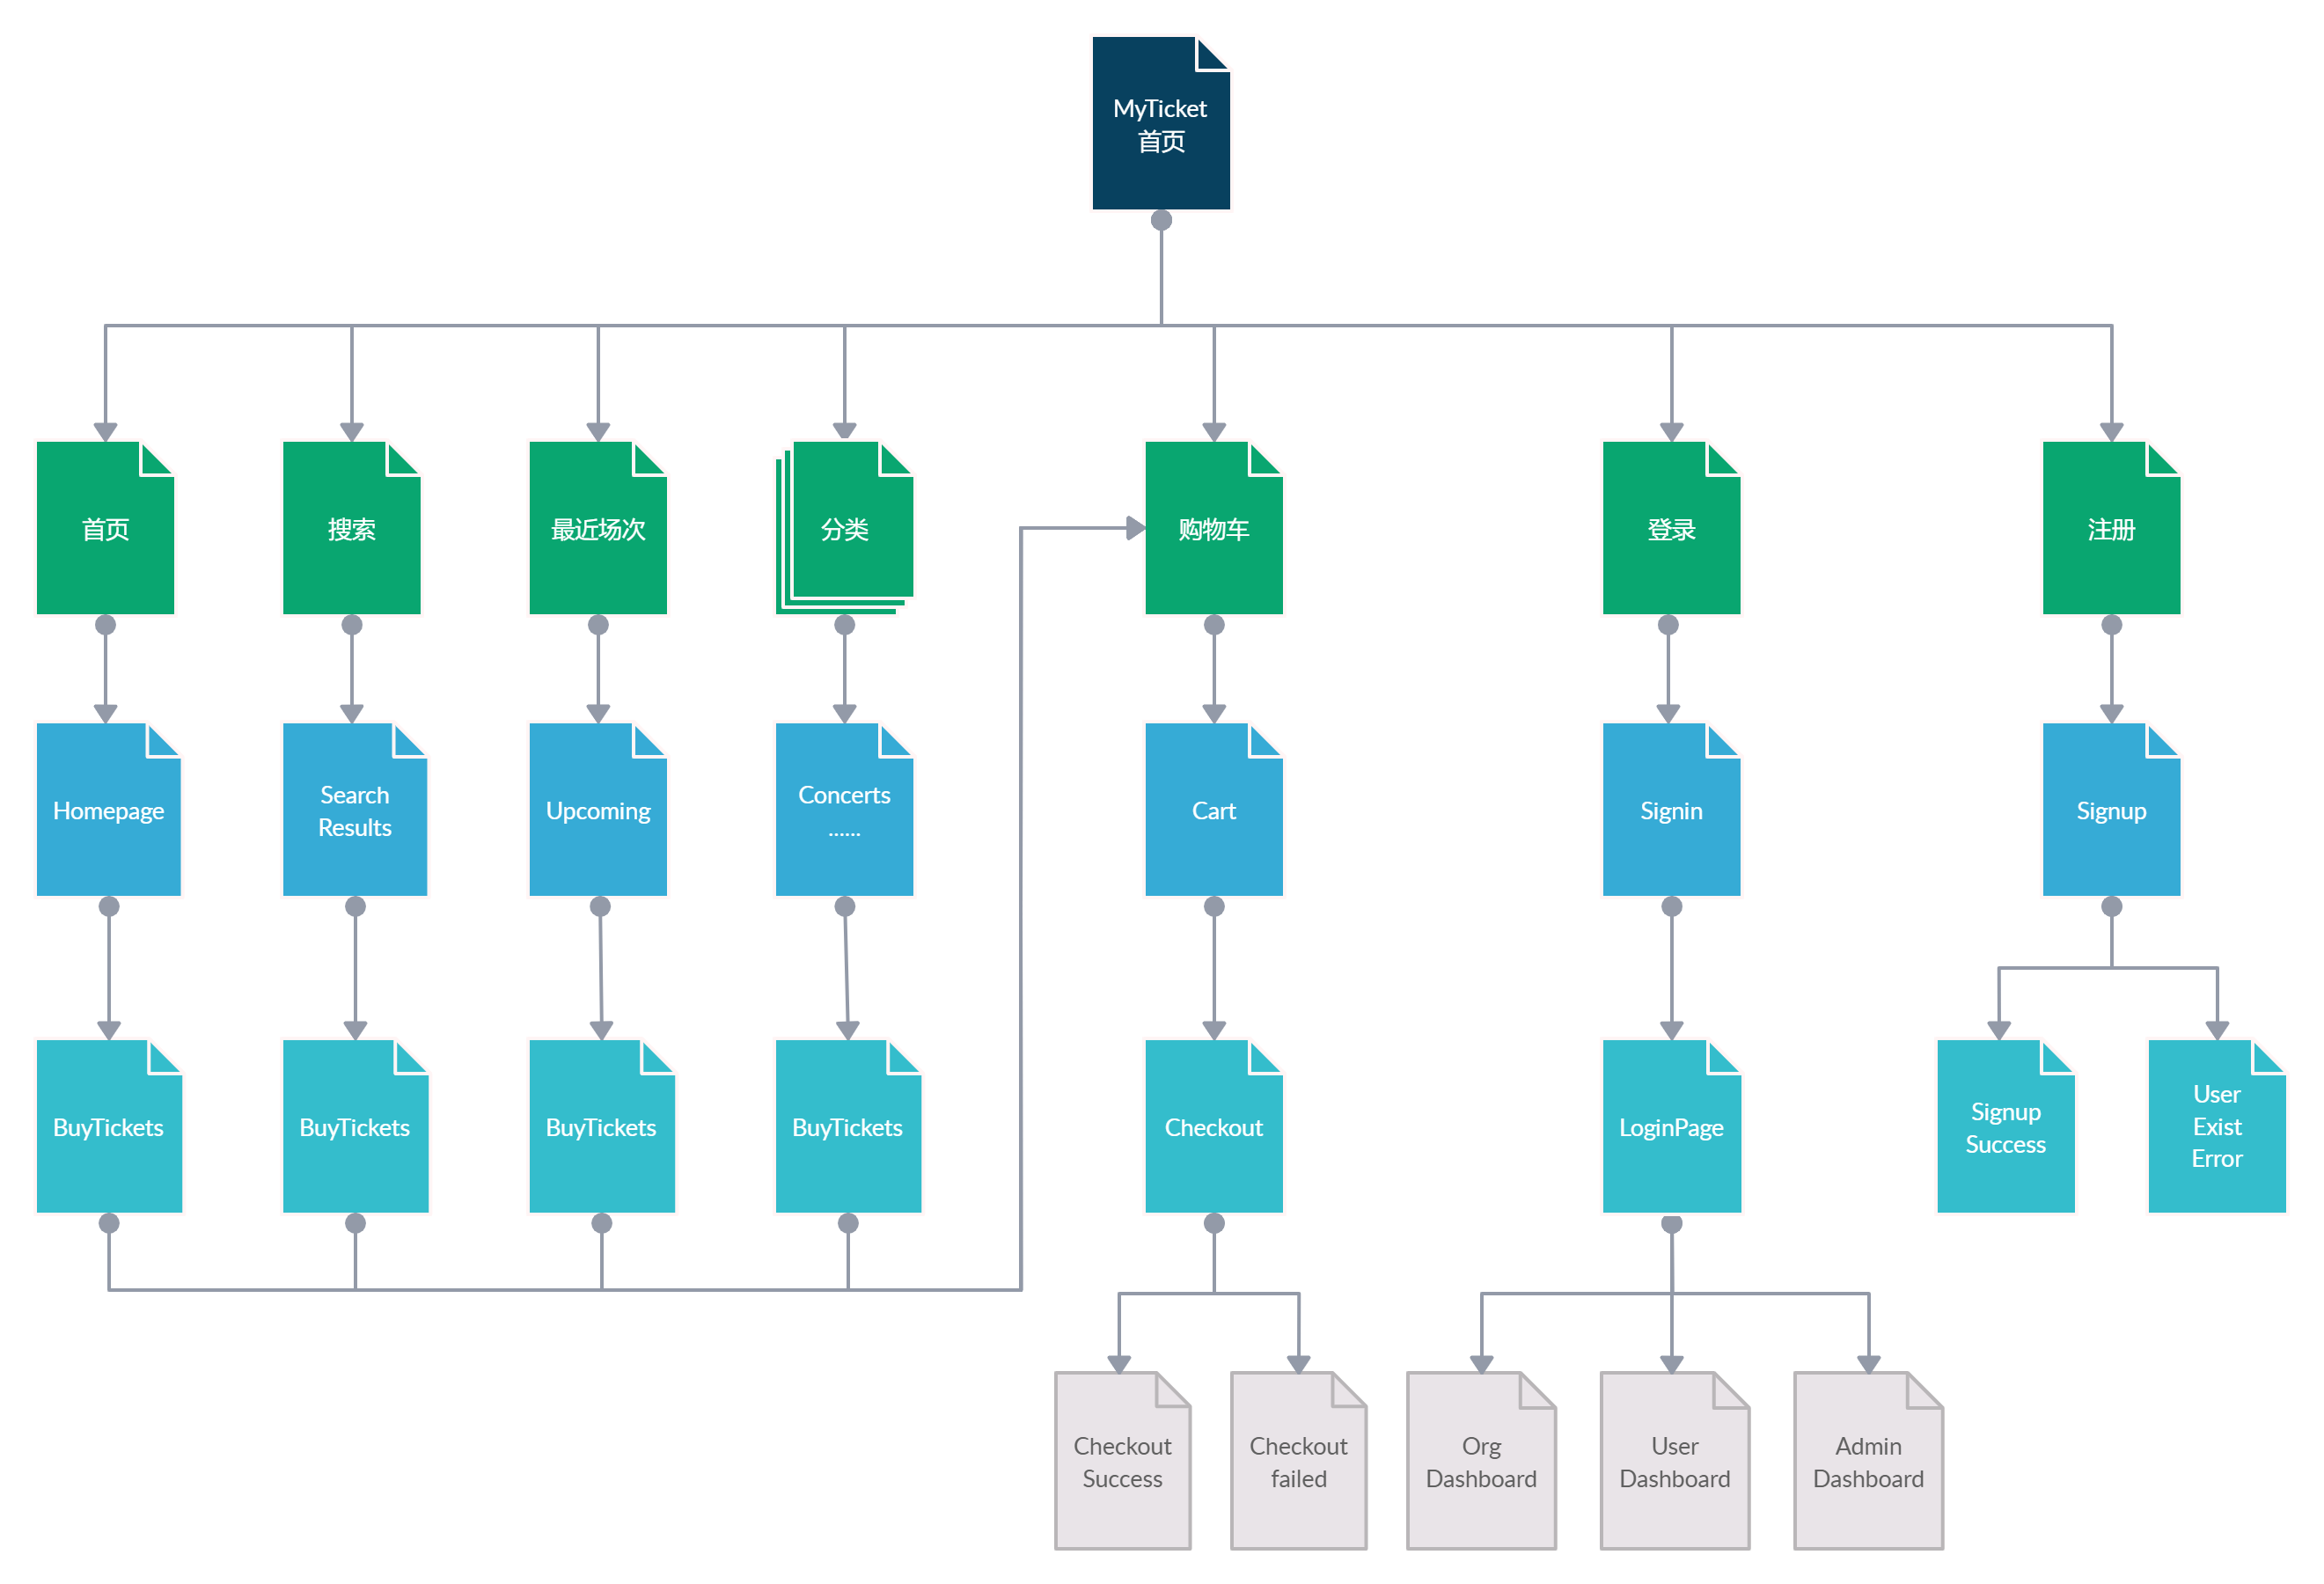 MyTicket
首页
首页
搜索
最近场次
分类
购物车
登录
注册
Homepage
Search
Results
Upcoming
Concerts
......
Cart
Signin
Signup
BuyTickets
BuyTickets
BuyTickets
BuyTickets
Checkout
LoginPage
Signup
Success
User
Exist
Error
Checkout
Success
Checkout
failed
Org
Dashboard
User
Dashboard
Admin
Dashboard